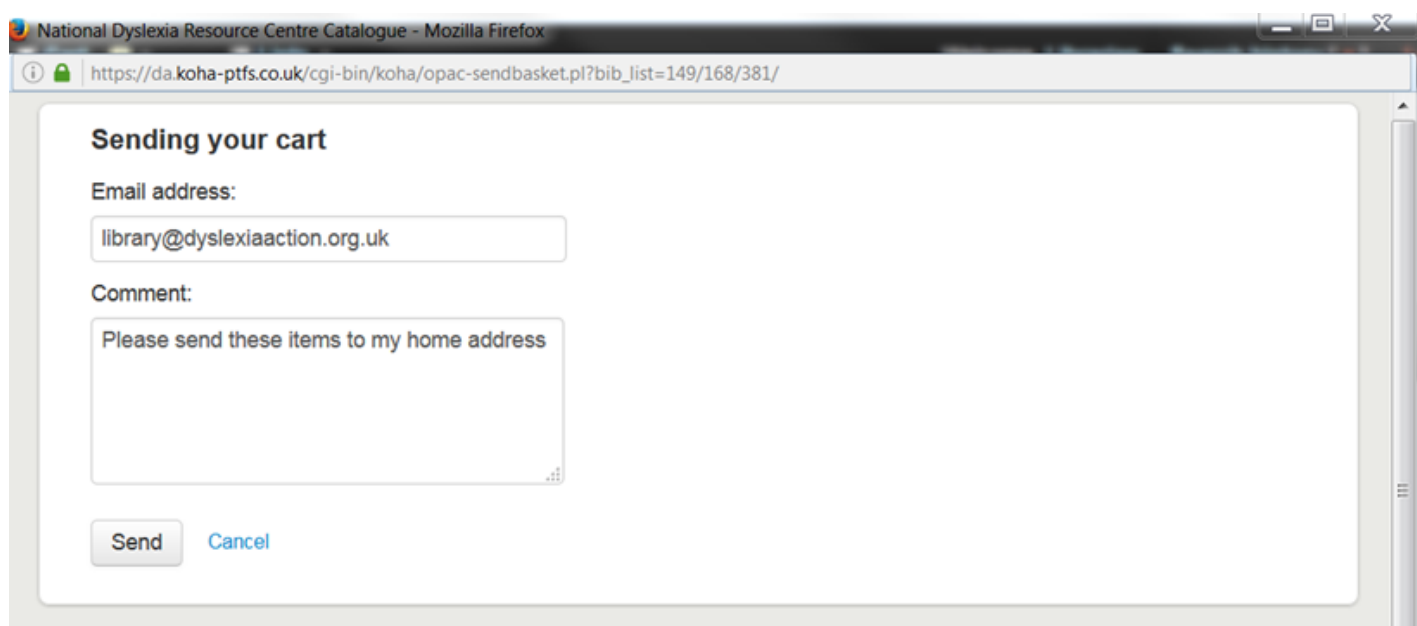 National Dyslexia Resource Centre Catalogue - Mozilla Firefox
https://da.koha-ptfs.co.uk/cgi-bin/koha/opac-sendbasket.pl?bib_list=149/168/381/
Sending your cart
Email address:
library@dyslexiaaction.org.uk
Comment:
Please send these items to my home address
Send Cancel